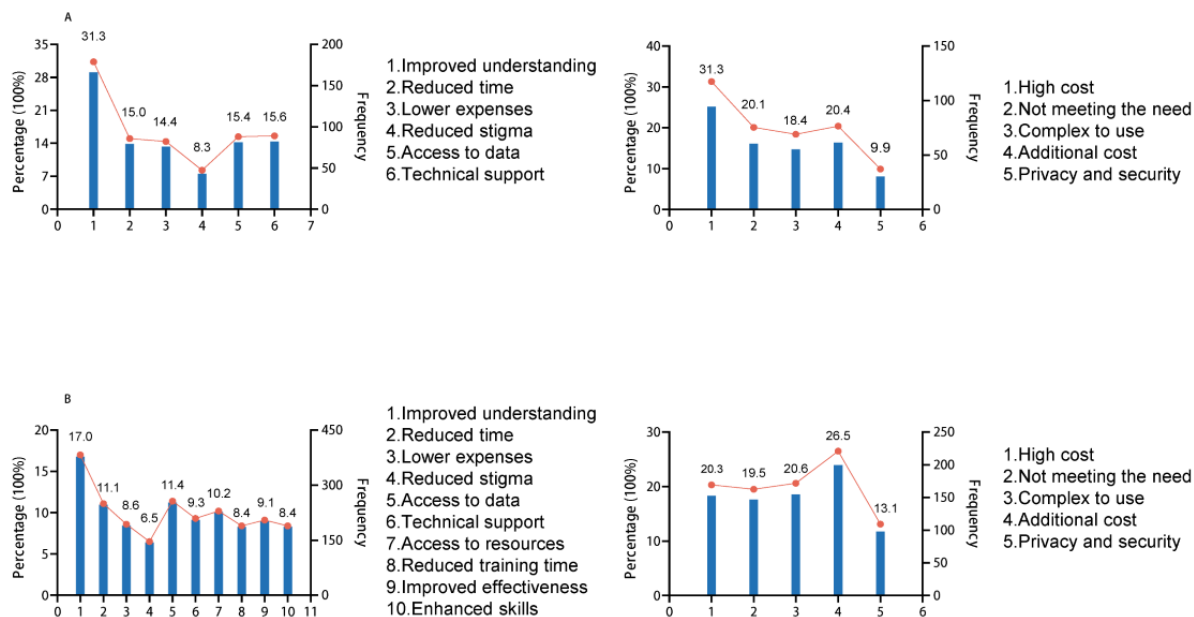 A
31.3
15.0
14.4
8.3
15.4
15.6
35
28
21
14
7
0
Percentage (100%)
200
150
100
50
0
Frequency
0 1 2 3 4 5 6 7
1.Improved understanding
2.Reduced time
3.Lower expenses
4.Reduced stigma
5.Access to data
6.Technical support
31.3
20.1
18.4
20.4
9.9
40
30
20
10
0
Percentage (100%)
150
100
50
0
Frequency
0 1 2 3 4 5 6
1.High cost
2.Not meeting the need
3.Complex to use
4.Additional cost
5.Privacy and security
B
17.0
11.1
8.6
6.5
11.4
9.3
10.2
8.4
9.1
8.4
20
15
10
5
0
Percentage (100%)
450
300
150
0
Frequency
0 1 2 3 4 5 6 7 8 9 10 11
1.Improved understanding
2.Reduced time
3.Lower expenses
4.Reduced stigma
5.Access to data
6.Technical support
7.Access to resources
8.Reduced training time
9.Improved effectiveness
10.Enhanced skills
20.3
19.5
20.6
26.5
13.1
30
20
10
0
Percentage (100%)
250
200
150
100
50
0
Frequency
0 1 2 3 4 5 6
1.High cost
2.Not meeting the need
3.Complex to use
4.Additional cost
5.Privacy and security